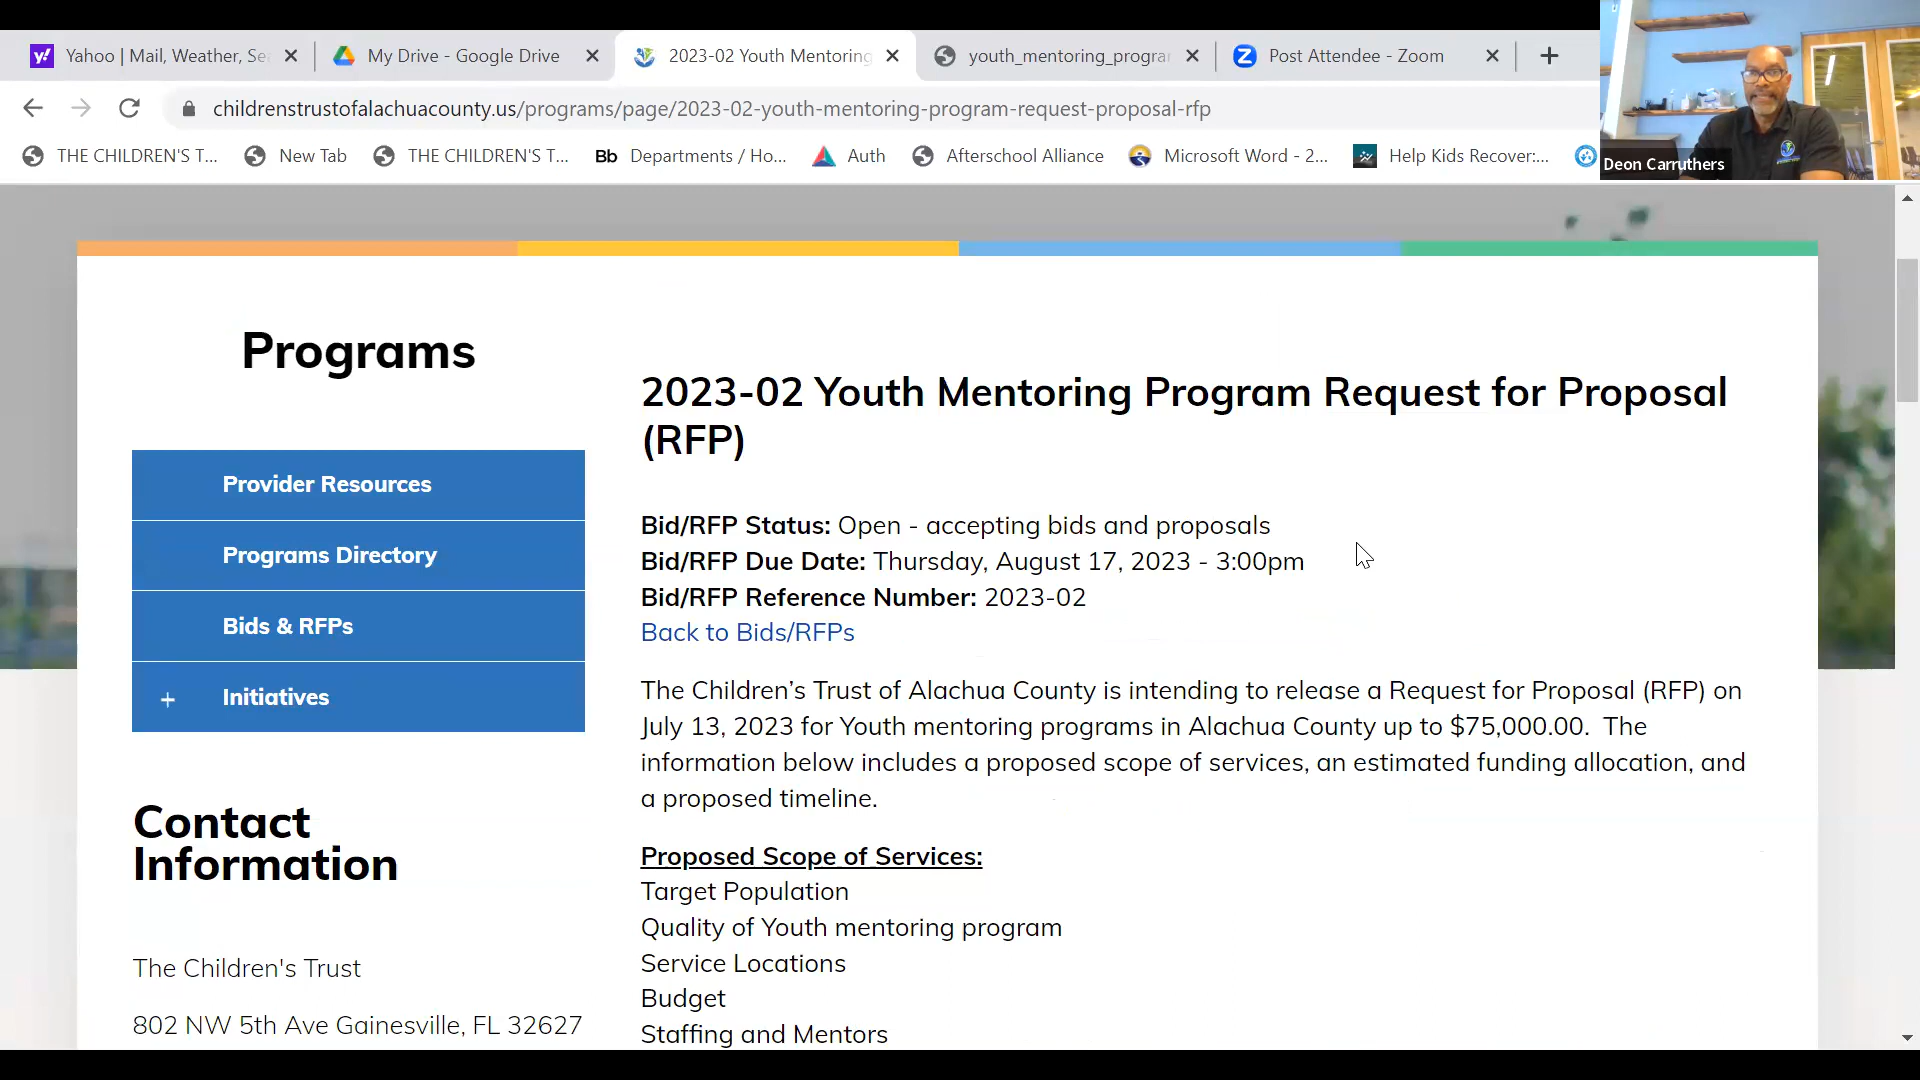 Yahoo | Mail, Weather, Se
My Drive - Google Drive
2023-02 Youth Mentoring
youth_mentoring_progra
Post Attendee - Zoom
childrenstrustofalachuacounty.us/programs/page/2023-02-youth-mentoring-program-request-proposal-rfp
THE CHILDREN'S T...
New Tab
THE CHILDREN'S T...
Bb Departments / Ho...
Auth
Afterschool Alliance
Microsoft Word - 2...
Help Kids Recover:...
Deon Carruthers
Programs
Provider Resources
Programs Directory
Bids & RFPs
+ Initiatives
Contact
Information
The Children's Trust
802 NW 5th Ave Gainesville, FL 32627
2023-02 Youth Mentoring Program Request for Proposal
(RFP)
Bid/RFP Status: Open - accepting bids and proposals
Bid/RFP Due Date: Thursday, August 17, 2023 - 3:00pm
Bid/RFP Reference Number: 2023-02
Back to Bids/RFPs
The Children’s Trust of Alachua County is intending to release a Request for Proposal (RFP) on
July 13, 2023 for Youth mentoring programs in Alachua County up to $75,000.00. The
information below includes a proposed scope of services, an estimated funding allocation, and
a proposed timeline.
Proposed Scope of Services:
Target Population
Quality of Youth mentoring program
Service Locations
Budget
Staffing and Mentors